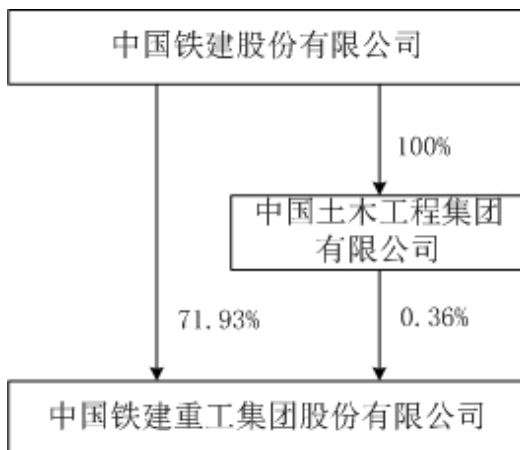 中国铁建股份有限公司
100%
中国土木工程集团
有限公司
71.93%
0.36%
中国铁建重工集团股份有限公司